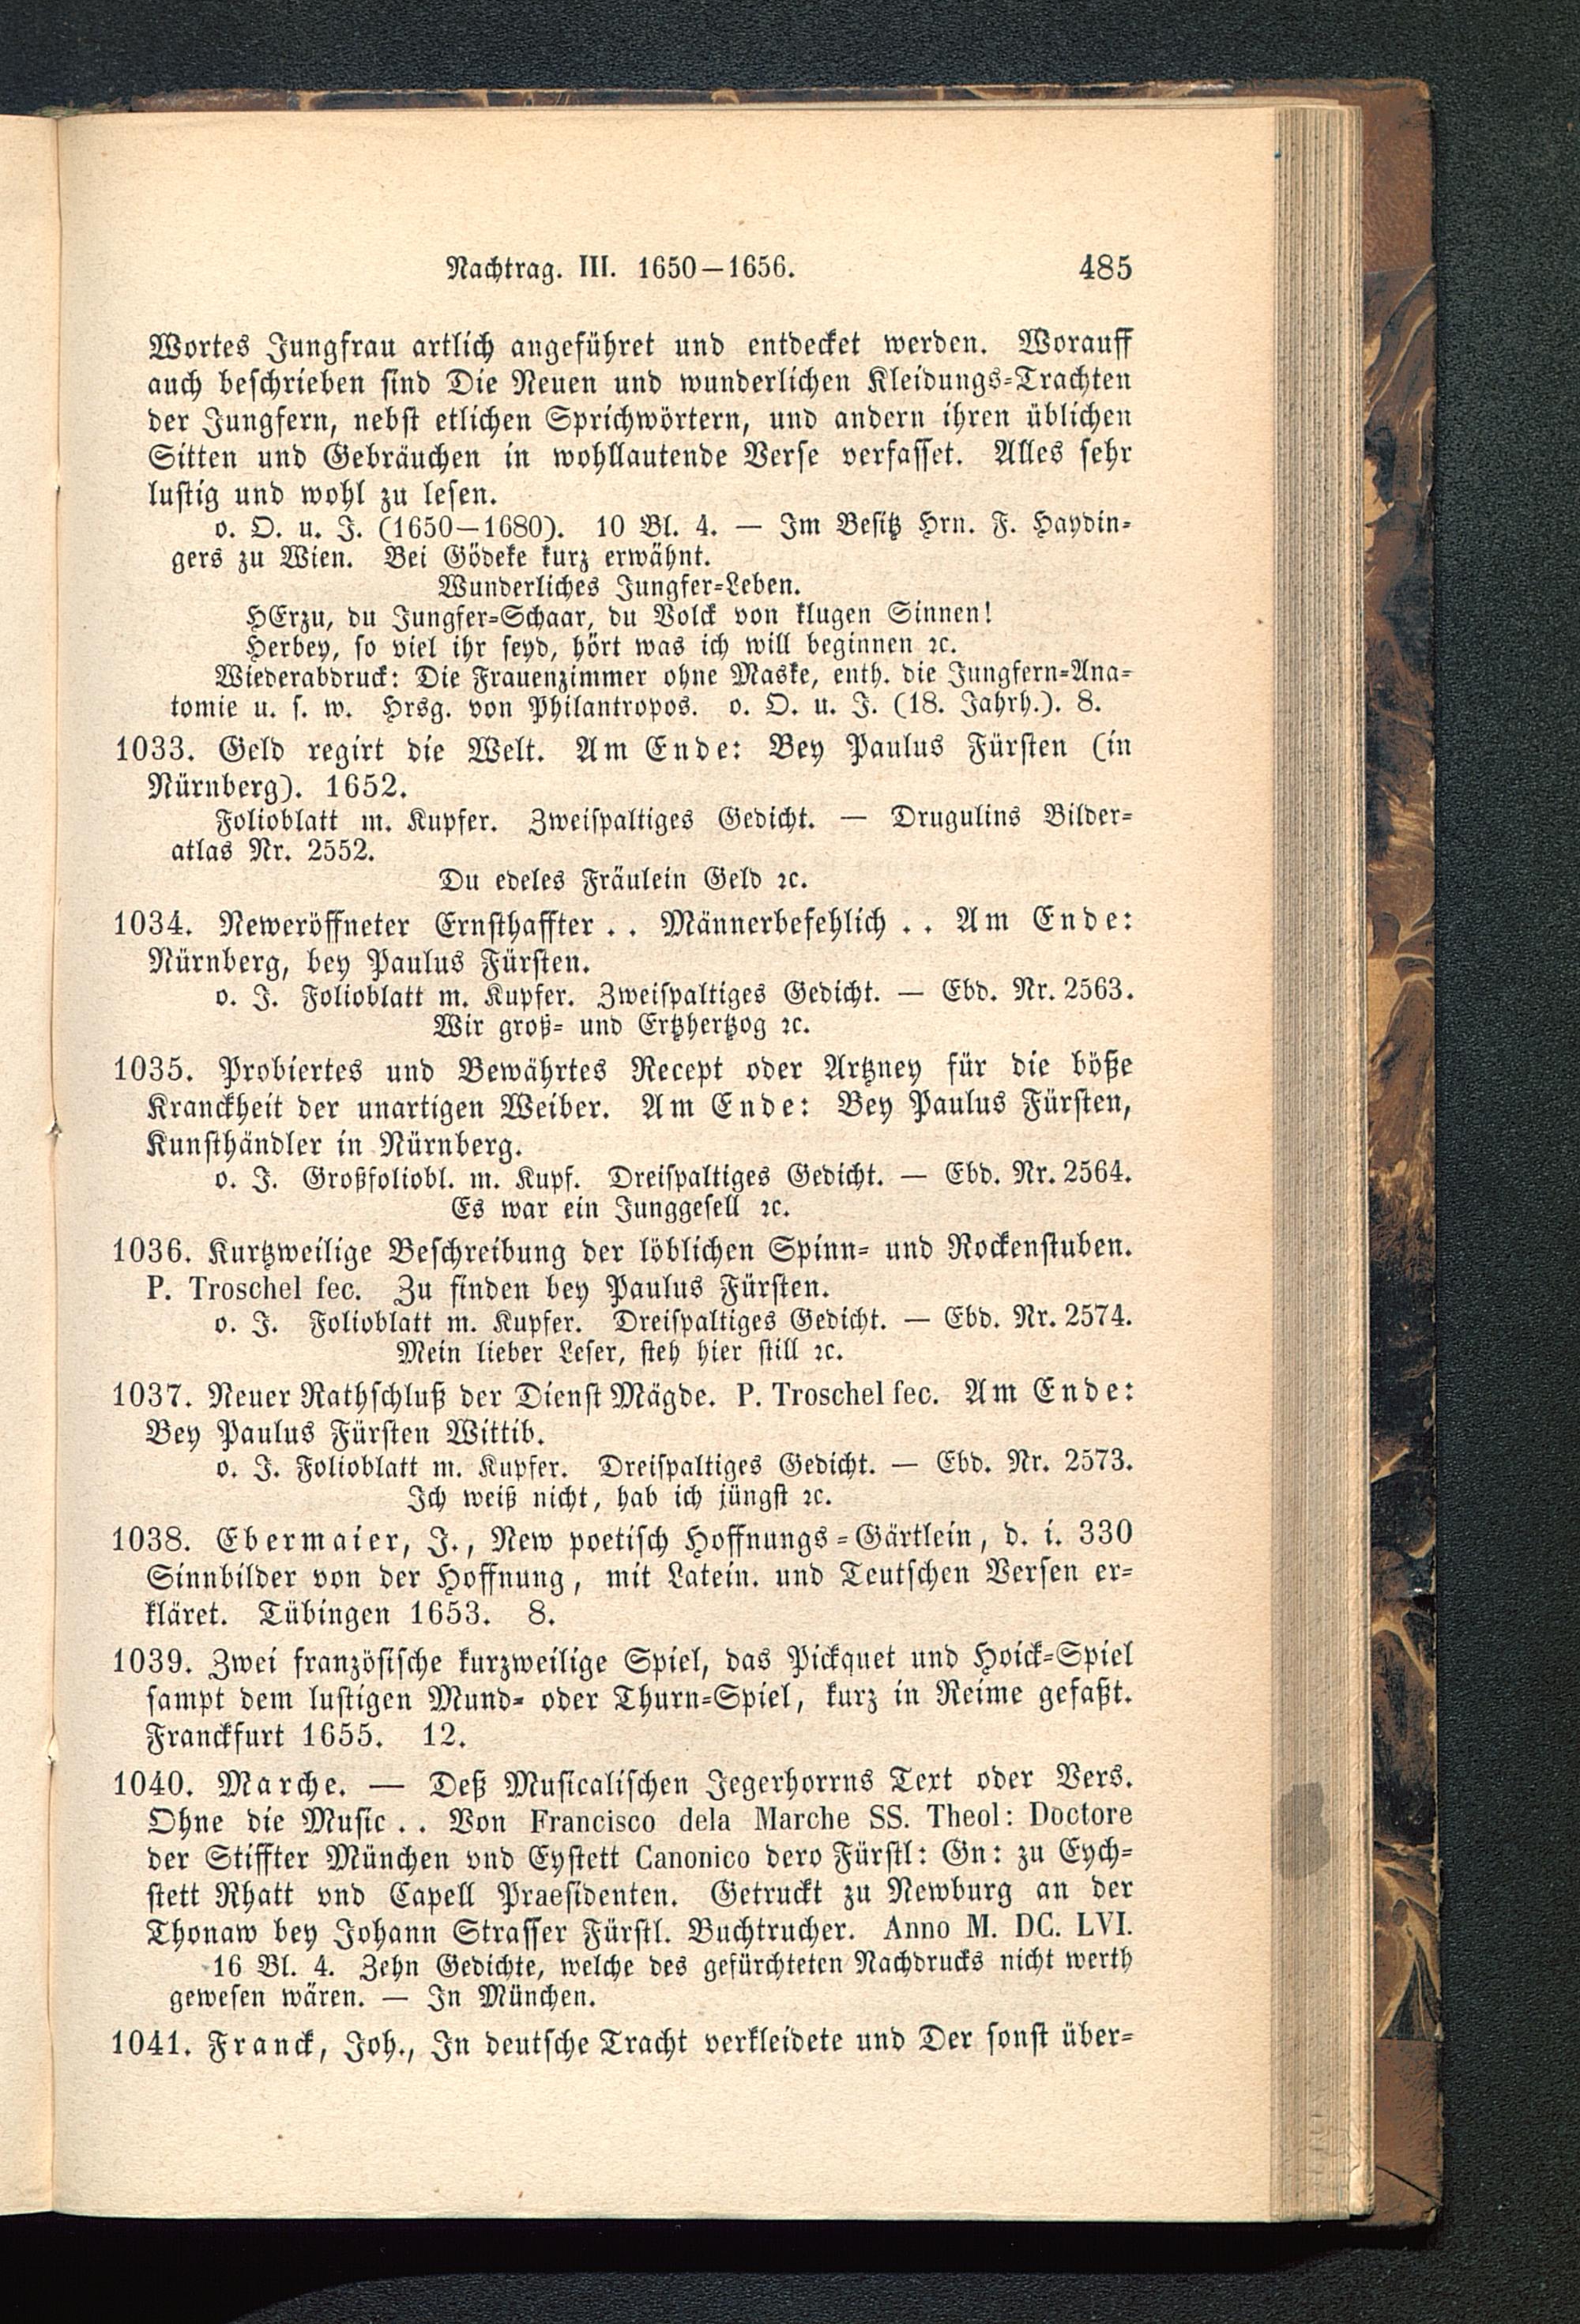 Nachtrag. III. 1650—1656. 485
Wortes Jungfrau artlich angeführet und entdecket werden. Worauff
auch beschrieben sind Die Neuen und wunderlichen Kleidungs-Trachten
der Jungfern, nebst etlichen Sprichwörtern, und andern ihren üblichen
Sitten und Gebräuchen in wohllautende Verse verfasset. Alles sehr
lustig und wohl zu lesen.
o. O. u. J. (1650—1680). 10 Bl. 4. — Im Besitz Hrn. F. Haydin-
gers zu Wien. Bei Gödeke kurz erwähnt.
Wunderliches Jungfer-Leben.
HErzu, du Jungfer-Schaar, du Volck von klugen Sinnen!
Herbey, so viel ihr seyd, hört was ich will beginnen ꝛc.
Wiederabdruck: Die Frauenzimmer ohne Maske, enth. die Jungfern-Ana-
tomie u. s. w. Hrsg. von Philantropos. o. O. u. J. (18. Jahrh.). 8.
1033. Geld regirt die Welt. Am Ende: Bey Paulus Fürsten (in
Nürnberg). 1652.
Folioblatt m. Kupfer. Zweispaltiges Gedicht. — Drugulins Bilder-
atlas Nr. 2552.
Du edeles Fräulein Geld ꝛc.
1034. Neweröffneter Ernsthaffter . . Männerbefehlich . . Am Ende:
Nürnberg, bey Paulus Fürsten.
o. J. Folioblatt m. Kupfer. Zweispaltiges Gedicht. — Ebd. Nr. 2563.
Wir groß- und Ertzhertzog ꝛc.
1035. Probiertes und Bewährtes Recept oder Artzney für die böße
Kranckheit der unartigen Weiber. Am Ende: Bey Paulus Fürsten,
Kunsthändler in Nürnberg.
o. J. Großfoliobl. m. Kupf. Dreispaltiges Gedicht. — Ebd. Nr. 2564.
Es war ein Junggesell ꝛc.
1036. Kurtzweilige Beschreibung der löblichen Spinn- und Rockenstuben.
P. Troschel fec. Zu finden bey Paulus Fürsten.
o. J. Folioblatt m. Kupfer. Dreispaltiges Gedicht. — Ebd. Nr. 2574.
Mein lieber Leser, steh hier still ꝛc.
1037. Neuer Rathschluß der Dienst Mägde. P. Troschel fec. Am Ende:
Bey Paulus Fürsten Wittib.
o. J. Folioblatt m. Kupfer. Dreispaltiges Gedicht. — Ebd. Nr. 2573.
Ich weiß nicht, hab ich jüngst ꝛc.
1038. Ebermaier, J., New poetisch Hoffnungs-Gärtlein, d. i. 330
Sinnbilder von der Hoffnung, mit Latein. und Teutschen Versen er-
kläret. Tübingen 1653. 8.
1039. Zwei französische kurzweilige Spiel, das Pickquet und Hoick-Spiel
sampt dem lustigen Mund- oder Thurn-Spiel, kurz in Reime gefaßt.
Franckfurt 1655. 12.
1040. Marche. — Deß Musicalischen Jegerhorrns Text oder Vers.
Ohne die Music . . Von Francisco dela Marche SS. Theol: Doctore
der Stiffter München vnd Eystett Canonico dero Fürstl: Gn: zu Eych-
stett Rhatt vnd Capell Praesidenten. Getruckt zu Newburg an der
Thonaw bey Johann Strasser Fürstl. Buchtrucher. Anno M. DC. LVI.
16 Bl. 4. Zehn Gedichte, welche des gefürchteten Nachdrucks nicht werth
gewesen wären. — In München.
1041. Franck, Joh., In deutsche Tracht verkleidete und Der sonst über-